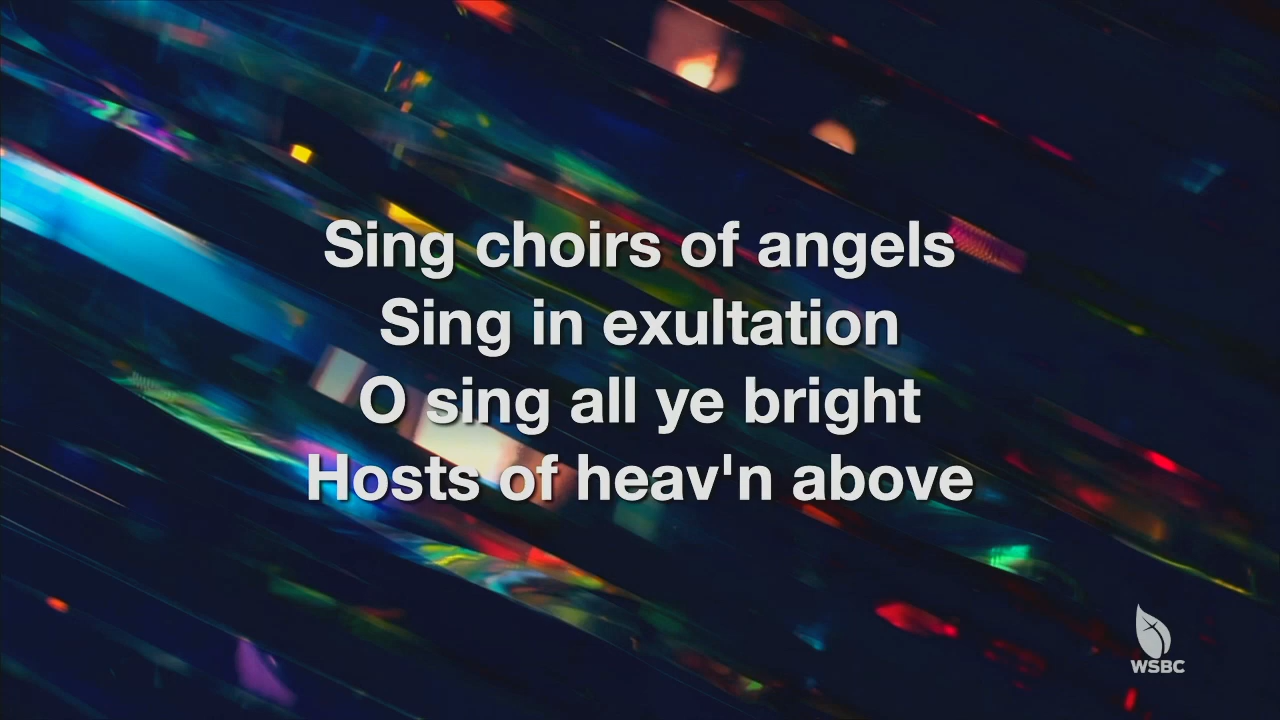 Sing choirs of angels
Sing in exultation
O sing all ye bright
Hosts of heav'n above
WSBC